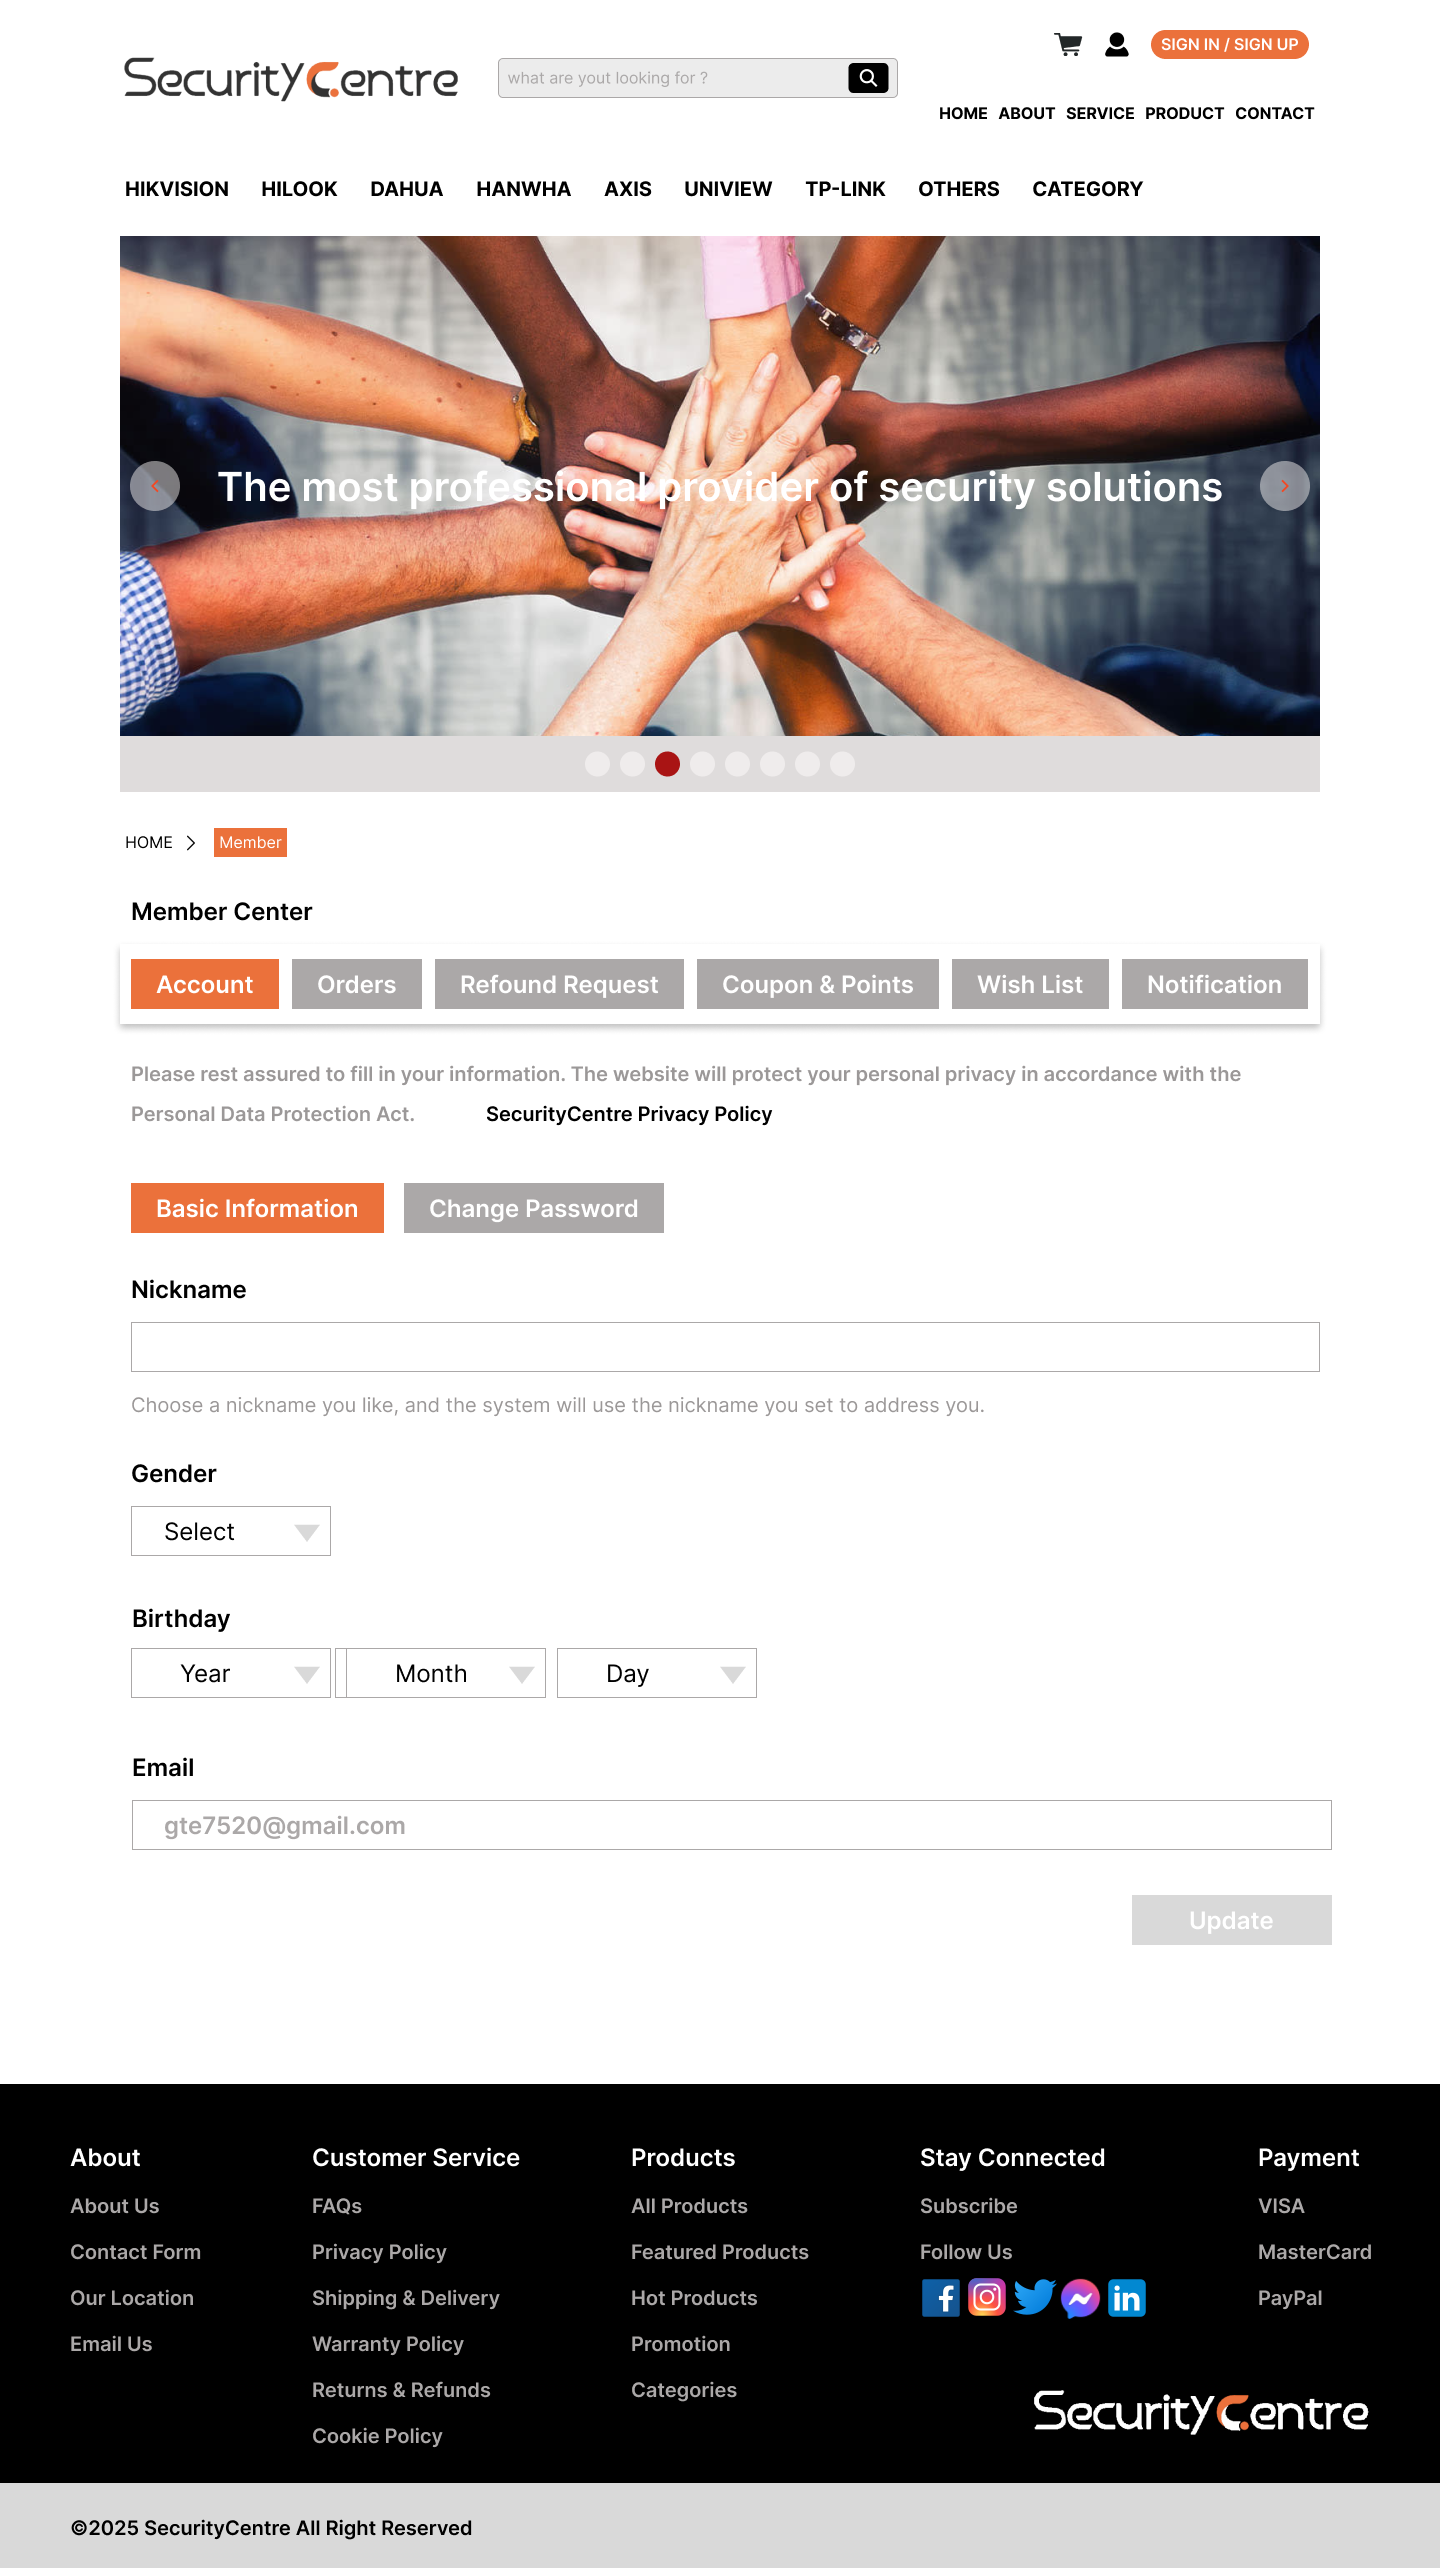 SIGN IN / SIGN UP
SecurityCentre
what are yout looking for ?
HOME ABOUT SERVICE PRODUCT CONTACT
HIKVISION HILOOK DAHUA HANWHA AXIS UNIVIEW TP-LINK OTHERS CATEGORY
The most professional provider of security solutions
HOME Member
Member Center
Account Orders Refound Request Coupon & Points Wish List Notification
Please rest assured to fill in your information. The website will protect your personal privacy in accordance with the
Personal Data Protection Act. SecurityCentre Privacy Policy
Basic Information Change Password
Nickname
Choose a nickname you like, and the system will use the nickname you set to address you.
Gender
Select
Birthday
Year Month Day
Email
gte7520@gmail.com
Update
About Customer Service Products Stay Connected Payment
About Us FAQs All Products Subscribe VISA
Contact Form Privacy Policy Featured Products Follow Us MasterCard
Our Location Shipping & Delivery Hot Products PayPal
Email Us Warranty Policy Promotion
Returns & Refunds Categories
SecurityCentre
Cookie Policy
©2025 SecurityCentre All Right Reserved